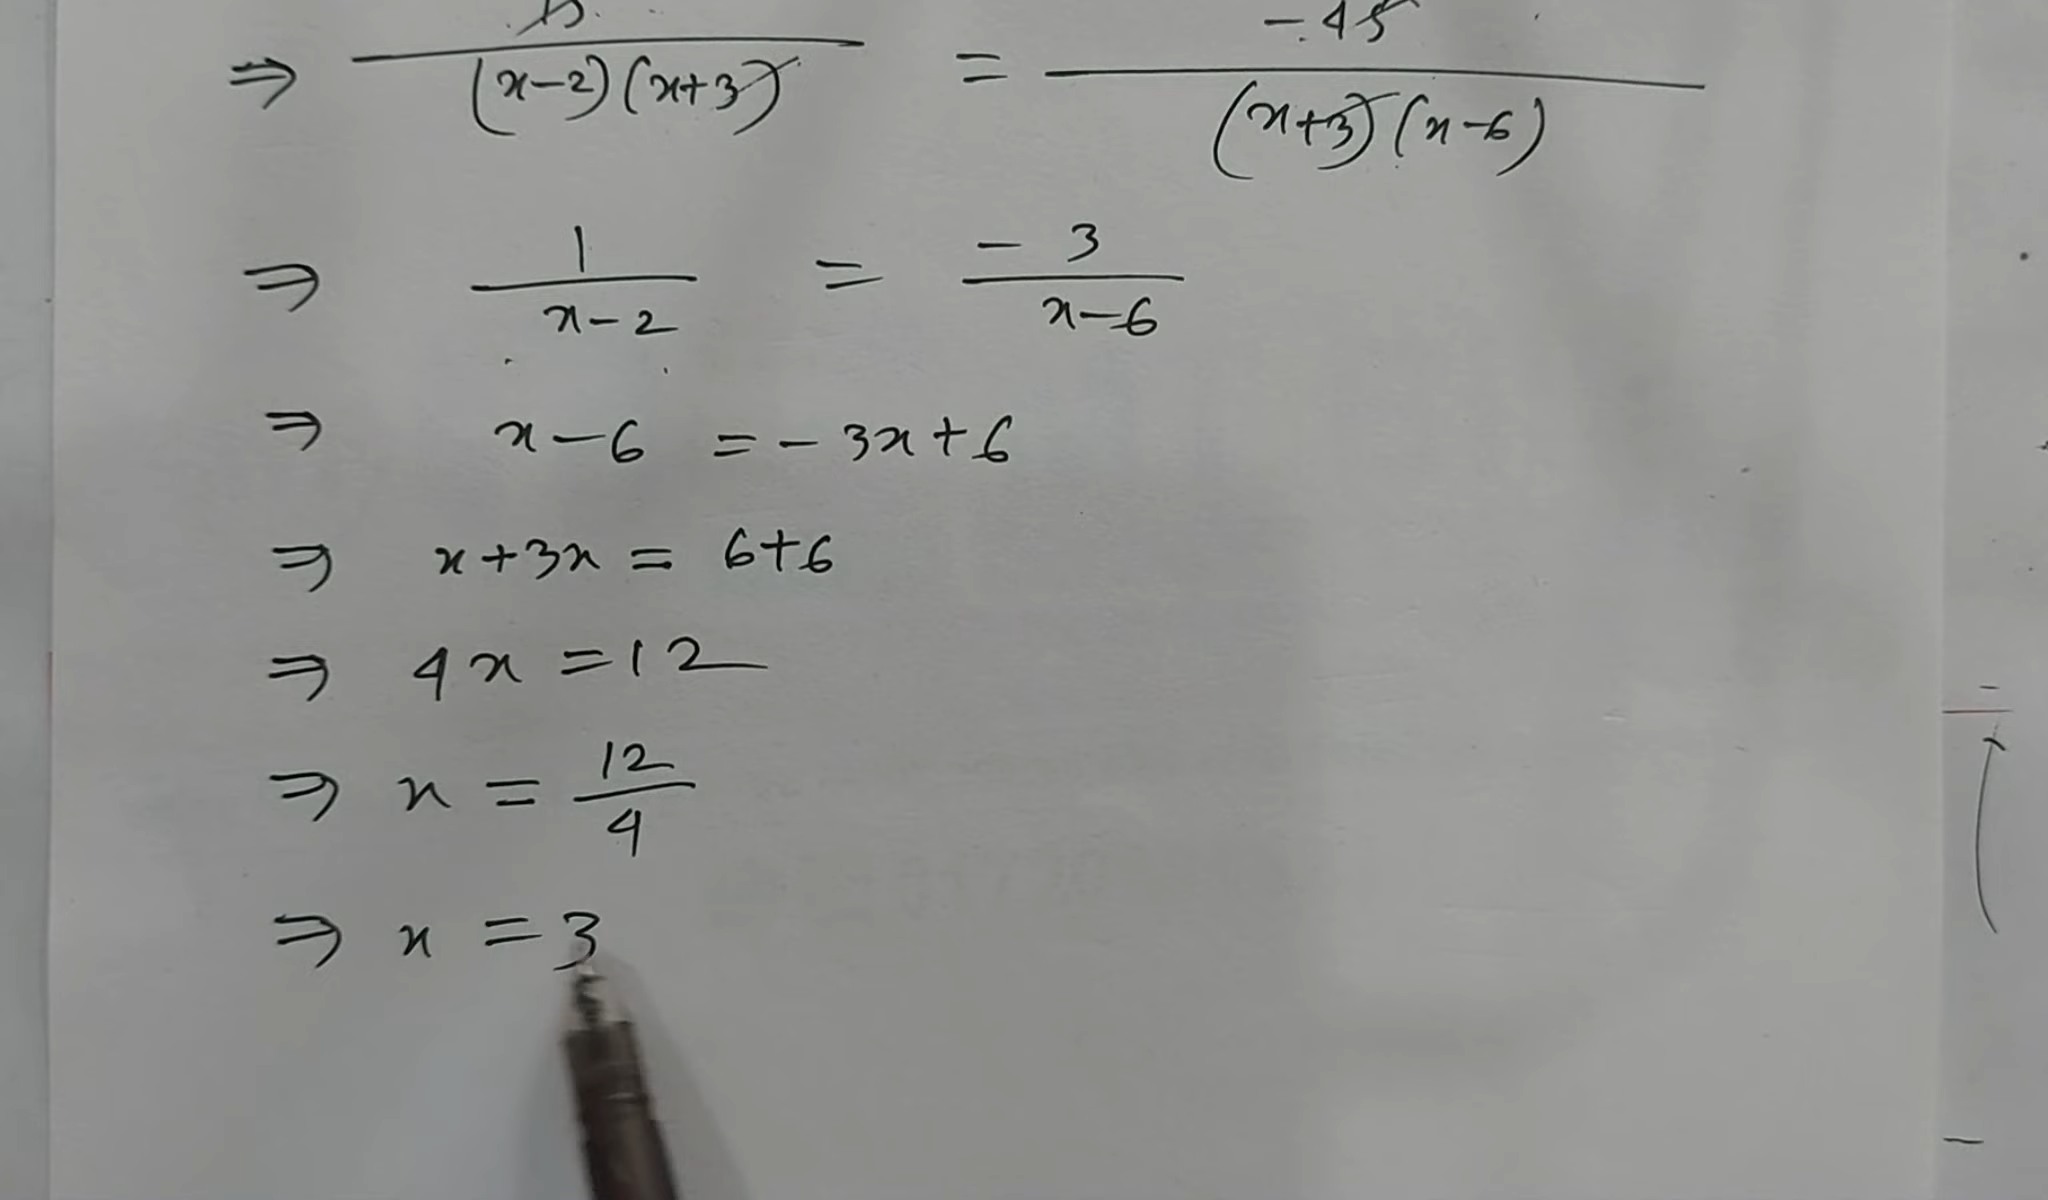 ⇒ /(x-2)(x+3) = -45/(x+3)(x-6)
⇒ 1/x-2 = -3/x-6
⇒ x-6 = -3x+6
⇒ x+3x = 6+6
⇒ 4x = 12
⇒ x = 12/4
⇒ x = 3